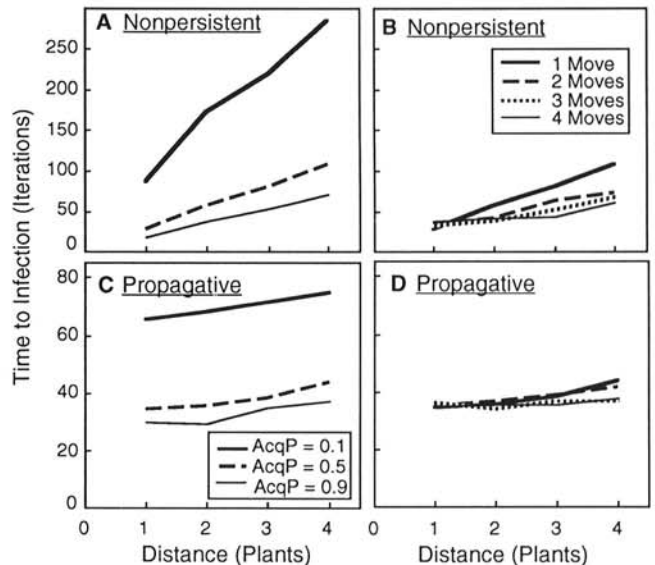 Time to Infection (Iterations)
A Nonpersistent
250
200
150
100
50
0
B Nonpersistent
1 Move
2 Moves
3 Moves
4 Moves
C Propagative
80
60
40
20
0
AcqP = 0.1
AcqP = 0.5
AcqP = 0.9
0 1 2 3 4
Distance (Plants)
D Propagative
0 1 2 3 4
Distance (Plants)